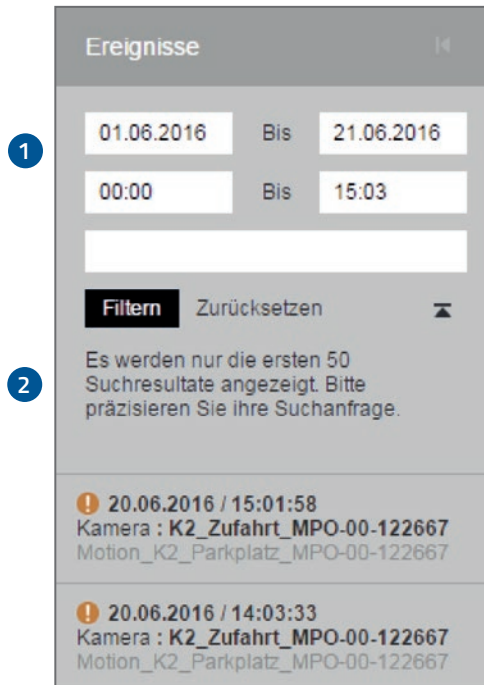 Ereignisse
1
01.06.2016 Bis 21.06.2016
00:00 Bis 15:03
Filtern Zurücksetzen
2
Es werden nur die ersten 50
Suchresultate angezeigt. Bitte
präzisieren Sie ihre Suchanfrage.
20.06.2016 / 15:01:58
Kamera : K2_Zufahrt_MPO-00-122667
Motion_K2_Parkplatz_MPO-00-122667
20.06.2016 / 14:03:33
Kamera : K2_Zufahrt_MPO-00-122667
Motion_K2_Parkplatz_MPO-00-122667